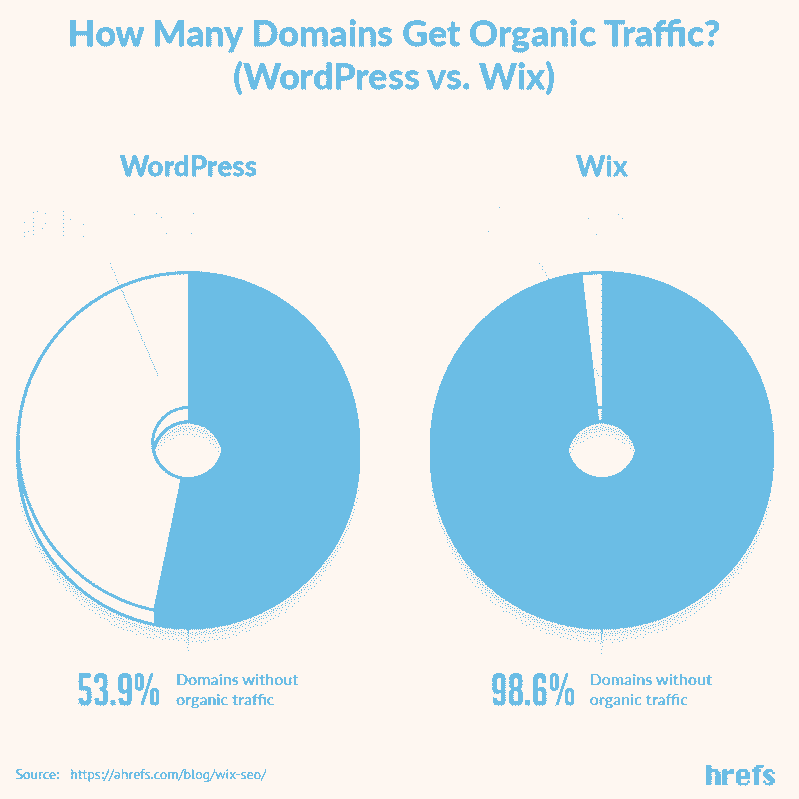 How Many Domains Get Organic Traffic?
(WordPress vs. Wix)
WordPress
Wix
53.9% Domains without
organic traffic
98.6% Domains without
organic traffic
Source: https://ahrefs.com/blog/wix-seo/
hrefs